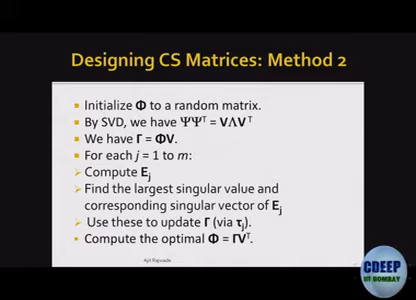 Designing CS Matrices: Method 2
Initialize Φ to a random matrix.
By SVD, we have ΨΨᵀ = VΛVᵀ
We have Γ = ΦV.
For each j = 1 to m:
Compute Eⱼ
Find the largest singular value and
corresponding singular vector of Eⱼ
Use these to update Γ (via τⱼ).
Compute the optimal Φ = ΓVᵀ.
Ajit Rajwade
CDEEP
IIT BOMBAY